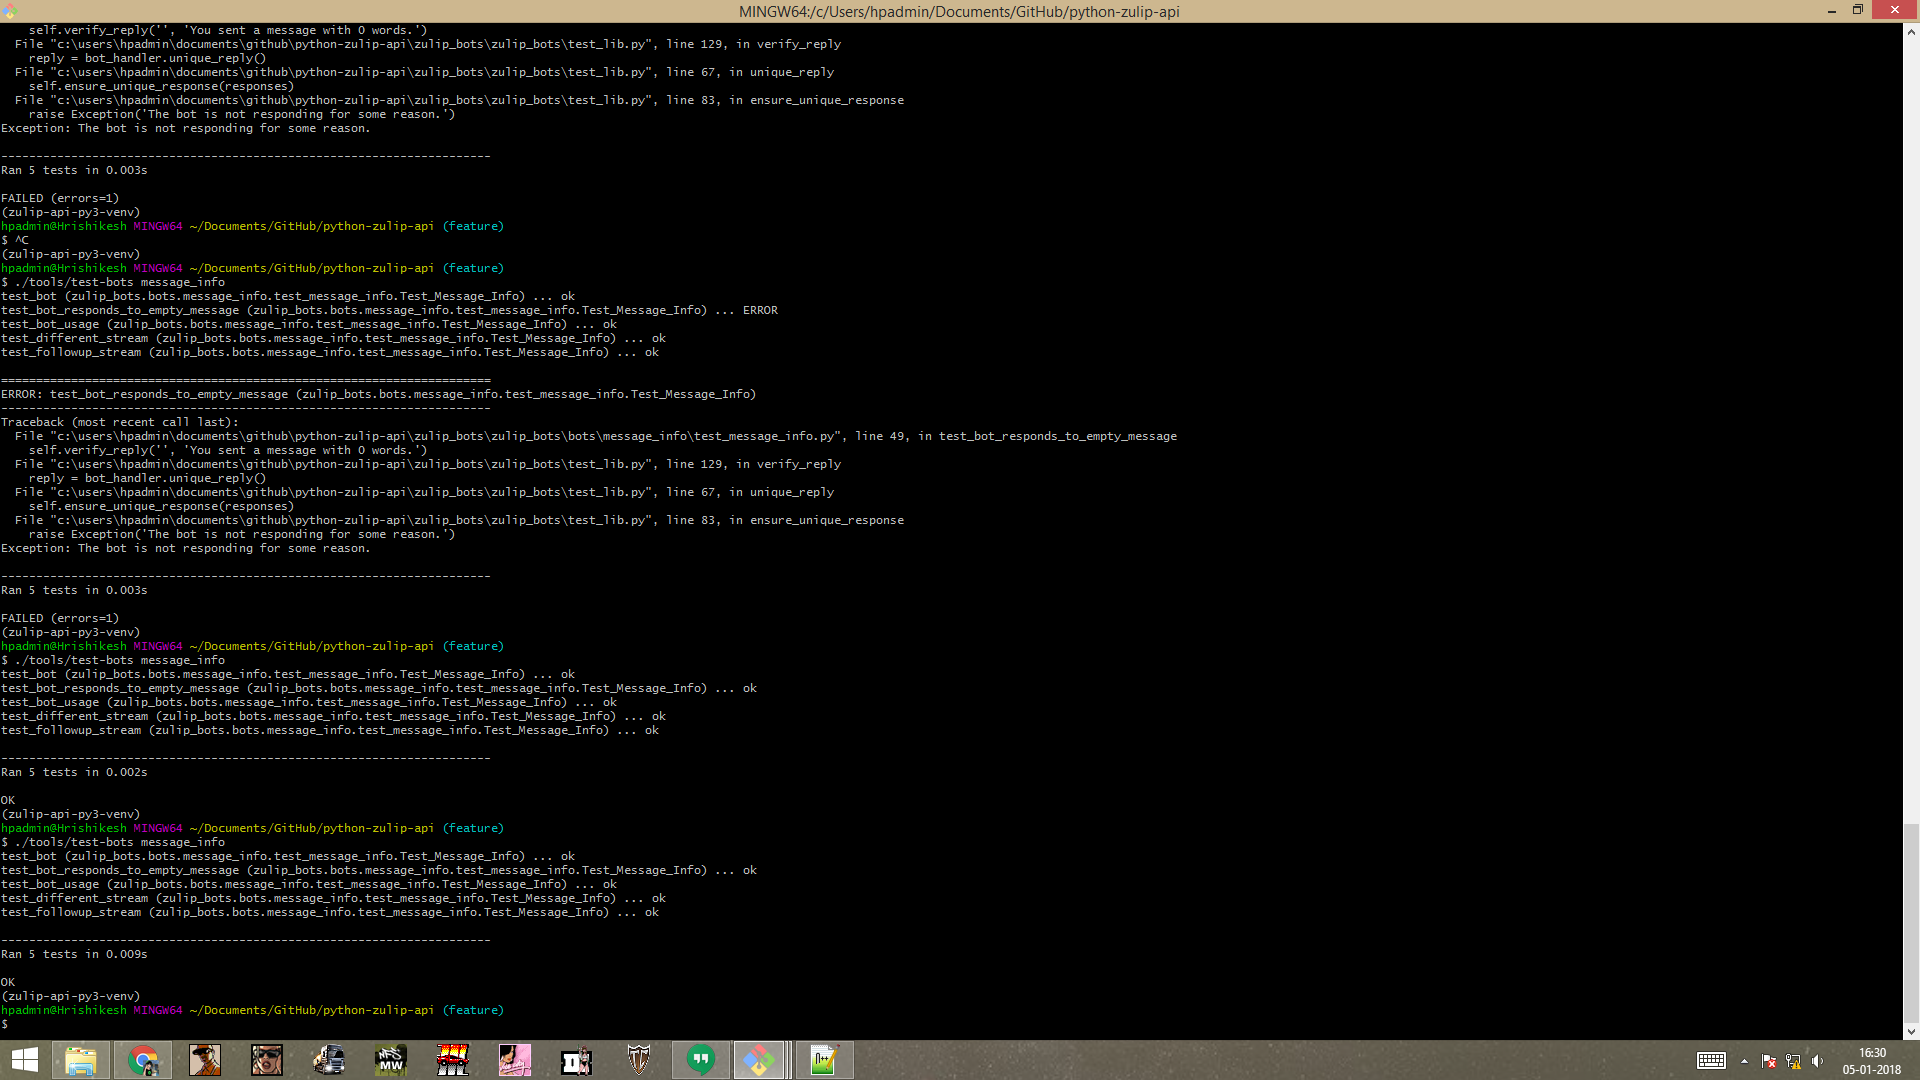 MINGW64:/c/Users/hpadmin/Documents/GitHub/python-zulip-api
    self.verify_reply('', 'You sent a message with 0 words.')
  File "c:\users\hpadmin\documents\github\python-zulip-api\zulip_bots\zulip_bots\test_lib.py", line 129, in verify_reply
    reply = bot_handler.unique_reply()
  File "c:\users\hpadmin\documents\github\python-zulip-api\zulip_bots\zulip_bots\test_lib.py", line 67, in unique_reply
    self.ensure_unique_response(responses)
  File "c:\users\hpadmin\documents\github\python-zulip-api\zulip_bots\zulip_bots\test_lib.py", line 83, in ensure_unique_response
    raise Exception('The bot is not responding for some reason.')
Exception: The bot is not responding for some reason.
----------------------------------------------------------------------
Ran 5 tests in 0.003s
FAILED (errors=1)
(zulip-api-py3-venv)
hpadmin@Hrishikesh MINGW64 ~/Documents/GitHub/python-zulip-api (feature)
$ ^C
(zulip-api-py3-venv)
hpadmin@Hrishikesh MINGW64 ~/Documents/GitHub/python-zulip-api (feature)
$ ./tools/test-bots message_info
test_bot (zulip_bots.bots.message_info.test_message_info.Test_Message_Info) ... ok
test_bot_responds_to_empty_message (zulip_bots.bots.message_info.test_message_info.Test_Message_Info) ... ERROR
test_bot_usage (zulip_bots.bots.message_info.test_message_info.Test_Message_Info) ... ok
test_different_stream (zulip_bots.bots.message_info.test_message_info.Test_Message_Info) ... ok
test_followup_stream (zulip_bots.bots.message_info.test_message_info.Test_Message_Info) ... ok
======================================================================
ERROR: test_bot_responds_to_empty_message (zulip_bots.bots.message_info.test_message_info.Test_Message_Info)
----------------------------------------------------------------------
Traceback (most recent call last):
  File "c:\users\hpadmin\documents\github\python-zulip-api\zulip_bots\zulip_bots\bots\message_info\test_message_info.py", line 49, in test_bot_responds_to_empty_message
    self.verify_reply('', 'You sent a message with 0 words.')
  File "c:\users\hpadmin\documents\github\python-zulip-api\zulip_bots\zulip_bots\test_lib.py", line 129, in verify_reply
    reply = bot_handler.unique_reply()
  File "c:\users\hpadmin\documents\github\python-zulip-api\zulip_bots\zulip_bots\test_lib.py", line 67, in unique_reply
    self.ensure_unique_response(responses)
  File "c:\users\hpadmin\documents\github\python-zulip-api\zulip_bots\zulip_bots\test_lib.py", line 83, in ensure_unique_response
    raise Exception('The bot is not responding for some reason.')
Exception: The bot is not responding for some reason.
----------------------------------------------------------------------
Ran 5 tests in 0.003s
FAILED (errors=1)
(zulip-api-py3-venv)
hpadmin@Hrishikesh MINGW64 ~/Documents/GitHub/python-zulip-api (feature)
$ ./tools/test-bots message_info
test_bot (zulip_bots.bots.message_info.test_message_info.Test_Message_Info) ... ok
test_bot_responds_to_empty_message (zulip_bots.bots.message_info.test_message_info.Test_Message_Info) ... ok
test_bot_usage (zulip_bots.bots.message_info.test_message_info.Test_Message_Info) ... ok
test_different_stream (zulip_bots.bots.message_info.test_message_info.Test_Message_Info) ... ok
test_followup_stream (zulip_bots.bots.message_info.test_message_info.Test_Message_Info) ... ok
----------------------------------------------------------------------
Ran 5 tests in 0.002s
OK
(zulip-api-py3-venv)
hpadmin@Hrishikesh MINGW64 ~/Documents/GitHub/python-zulip-api (feature)
$ ./tools/test-bots message_info
test_bot (zulip_bots.bots.message_info.test_message_info.Test_Message_Info) ... ok
test_bot_responds_to_empty_message (zulip_bots.bots.message_info.test_message_info.Test_Message_Info) ... ok
test_bot_usage (zulip_bots.bots.message_info.test_message_info.Test_Message_Info) ... ok
test_different_stream (zulip_bots.bots.message_info.test_message_info.Test_Message_Info) ... ok
test_followup_stream (zulip_bots.bots.message_info.test_message_info.Test_Message_Info) ... ok
----------------------------------------------------------------------
Ran 5 tests in 0.009s
OK
(zulip-api-py3-venv)
hpadmin@Hrishikesh MINGW64 ~/Documents/GitHub/python-zulip-api (feature)
$
NFS
MW
16:30
05-01-2018